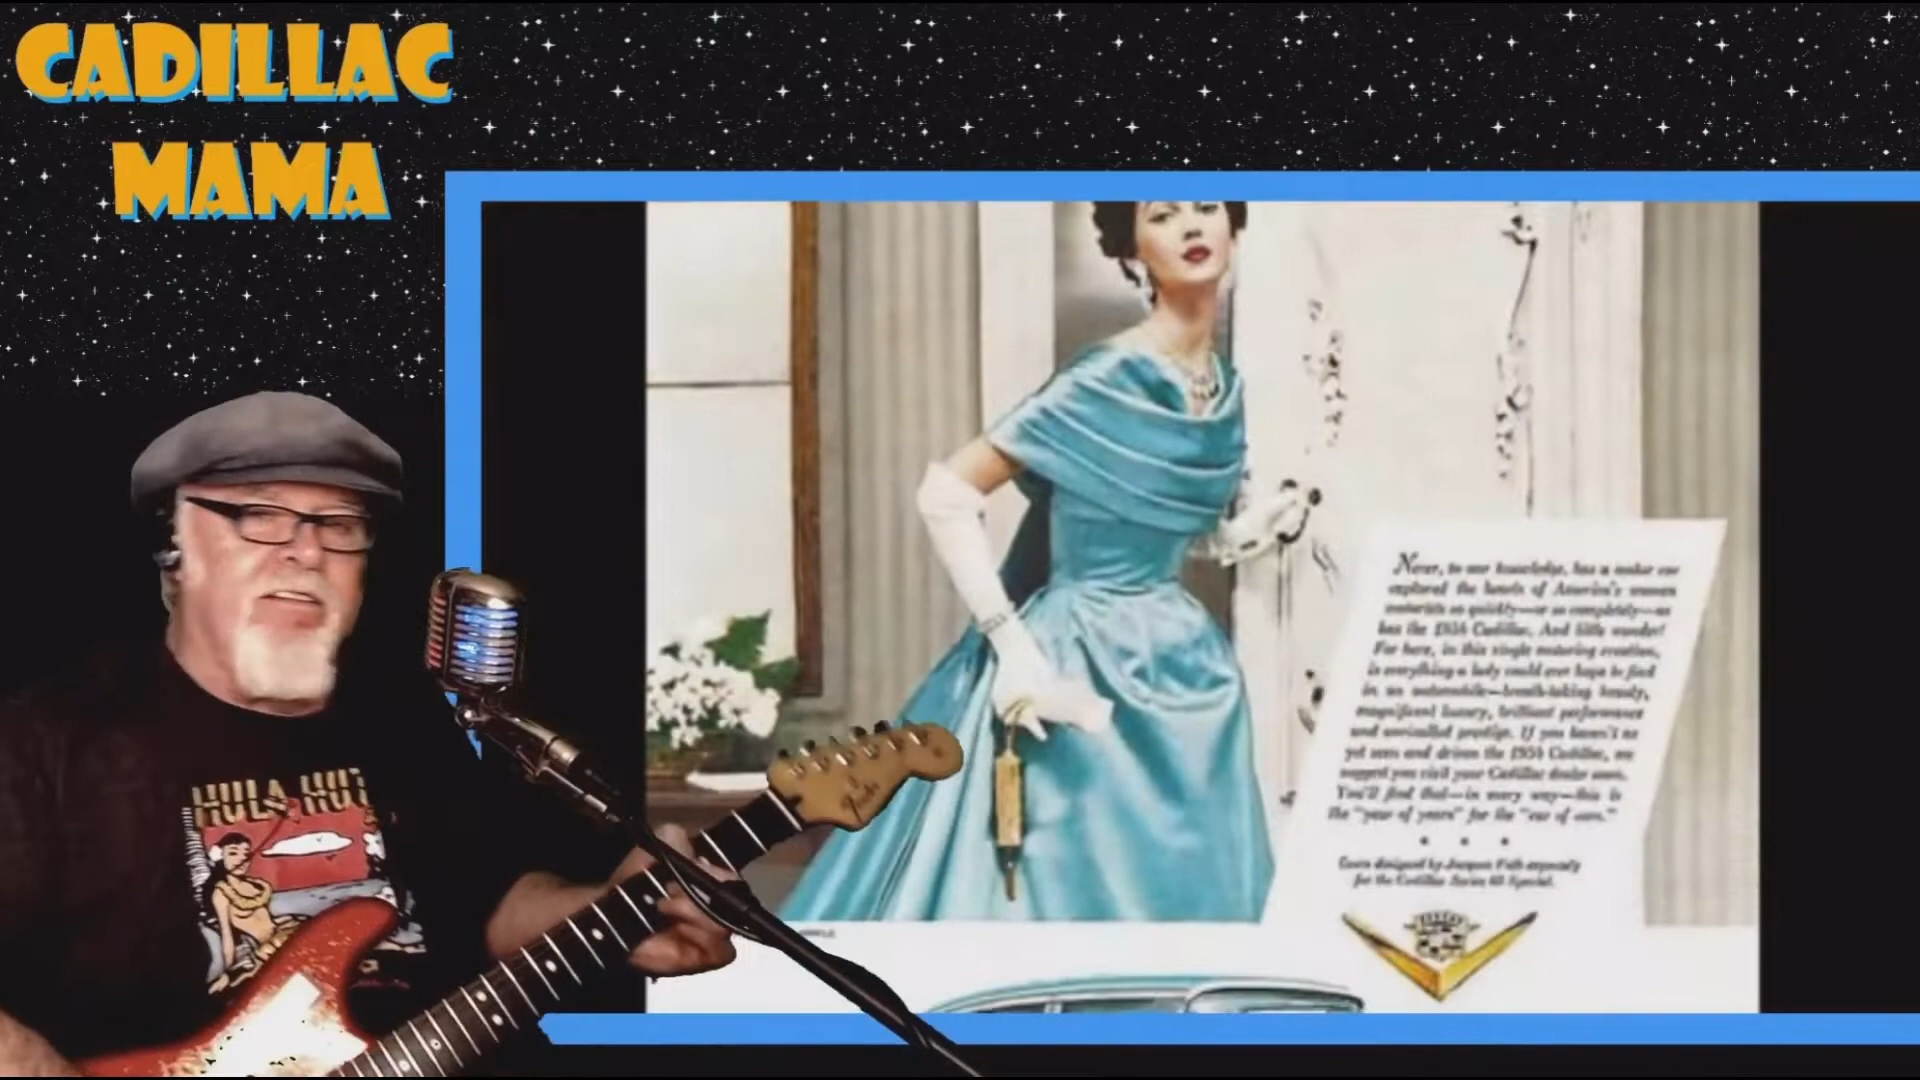 CADILLAC
MAMA
HULA HUT
Never, to our knowledge, has a motor car
captured the hearts of America's women
motorists so quickly—or so completely—as
has the 1954 Cadillac. And little wonder!
For here, in this single motoring creation,
is everything a lady could ever hope to find
in an automobile—breath-taking beauty,
magnificent luxury, brilliant performance
and unrivalled prestige. If you haven't as
yet seen and driven the 1954 Cadillac, we
suggest you visit your Cadillac dealer soon.
You'll find that—in every way—this is
the "year of years" for the "car of cars."
Gown designed by Jacques Fath especially
for the Cadillac Series 60 Special.